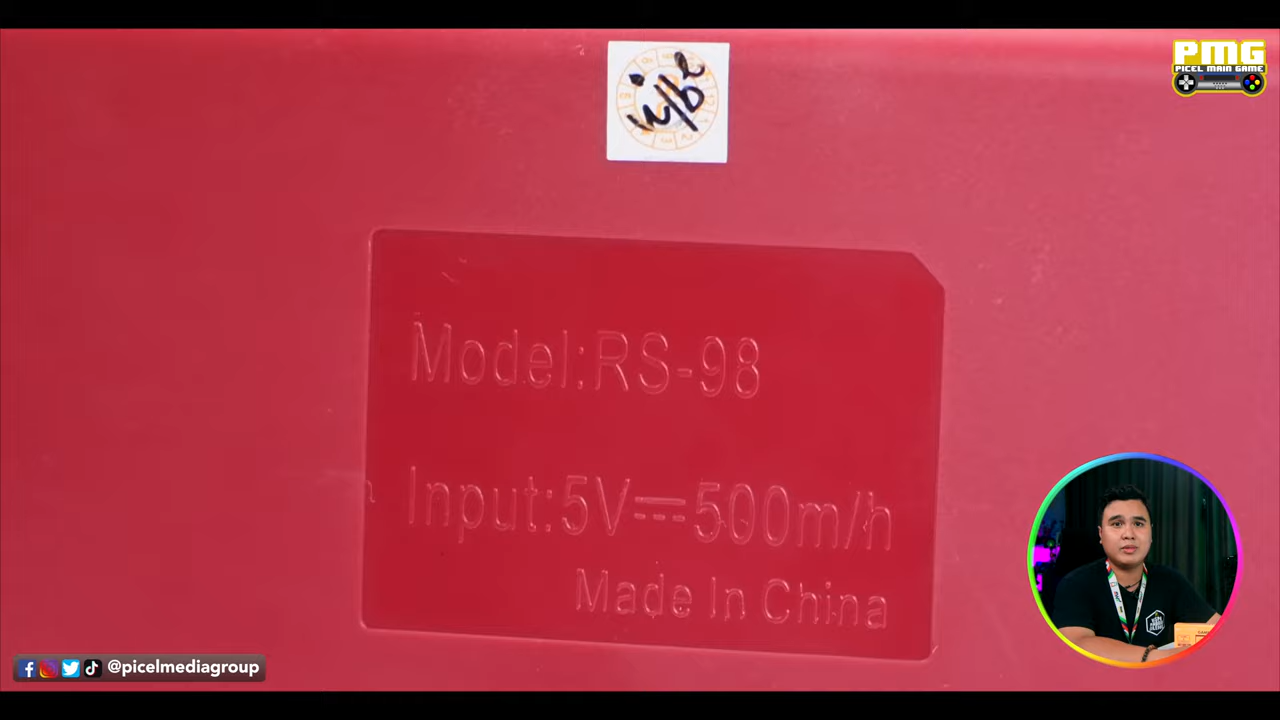 PMG
PICEL MAIN GAME
Model:RS-98
Input:5V⎓500m/h
Made In China
@picelmediagroup